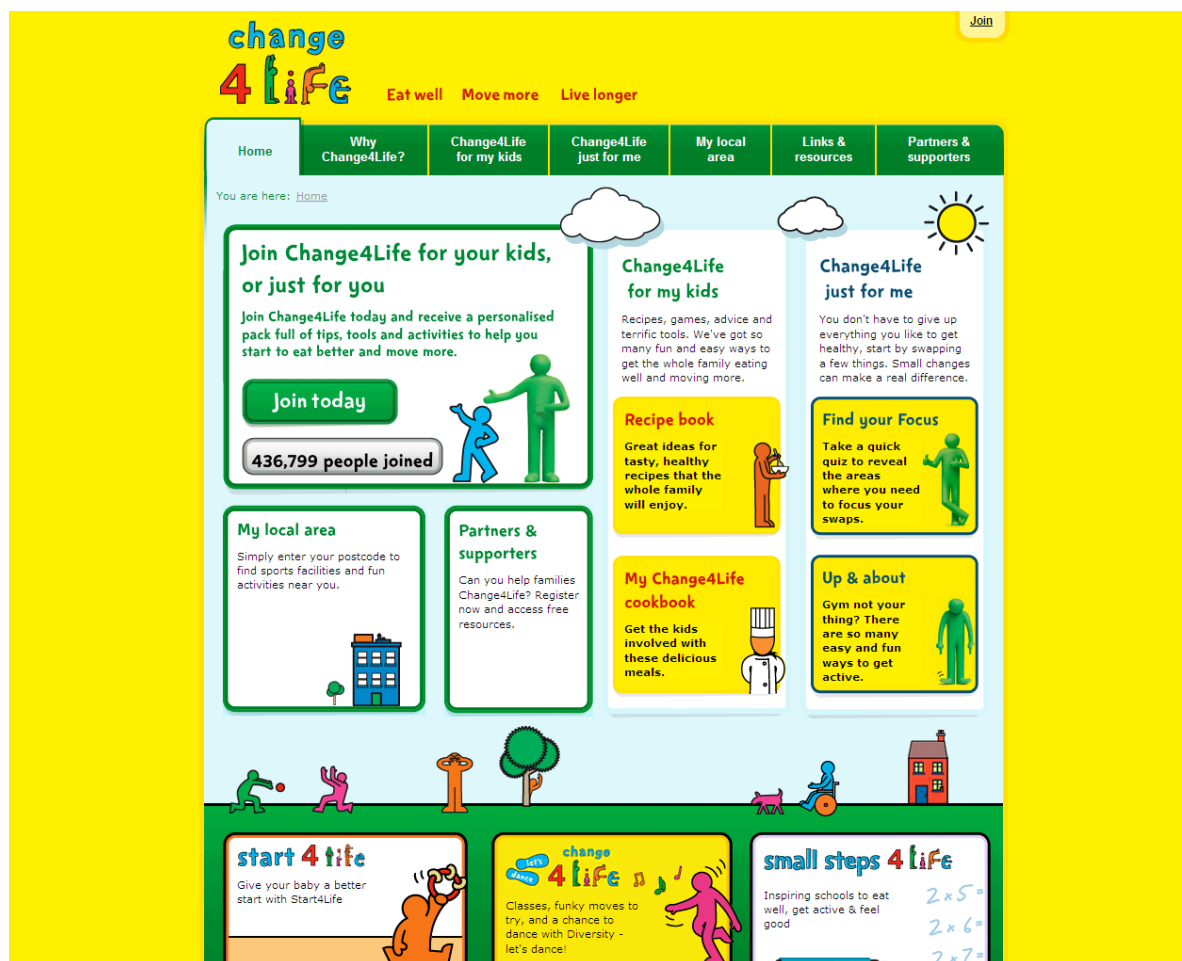 Join
change
4 LiFe
Eat well Move more Live longer
Home
Why
Change4Life?
Change4Life
for my kids
Change4Life
just for me
My local
area
Links &
resources
Partners &
supporters
You are here: Home
Join Change4Life for your kids,
or just for you
Join Change4Life today and receive a personalised
pack full of tips, tools and activities to help you
start to eat better and move more.
Join today
436,799 people joined
My local area
Simply enter your postcode to
find sports facilities and fun
activities near you.
Partners &
supporters
Can you help families
Change4Life? Register
now and access free
resources.
Change4Life
for my kids
Recipes, games, advice and
terrific tools. We've got so
many fun and easy ways to
get the whole family eating
well and moving more.
Recipe book
Great ideas for
tasty, healthy
recipes that the
whole family
will enjoy.
My Change4Life
cookbook
Get the kids
involved with
these delicious
meals.
Change4Life
just for me
You don't have to give up
everything you like to get
healthy, start by swapping
a few things. Small changes
can make a real difference.
Find your Focus
Take a quick
quiz to reveal
the areas
where you need
to focus your
swaps.
Up & about
Gym not your
thing? There
are so many
easy and fun
ways to get
active.
start 4 life
Give your baby a better
start with Start4Life
let's
dance
change
4 LiFe
Classes, funky moves to
try, and a chance to
dance with Diversity -
let's dance!
small steps 4 LiFe
Inspiring schools to eat
well, get active & feel
good
2 x 5 =
2 x 6 =
2 x 7 =